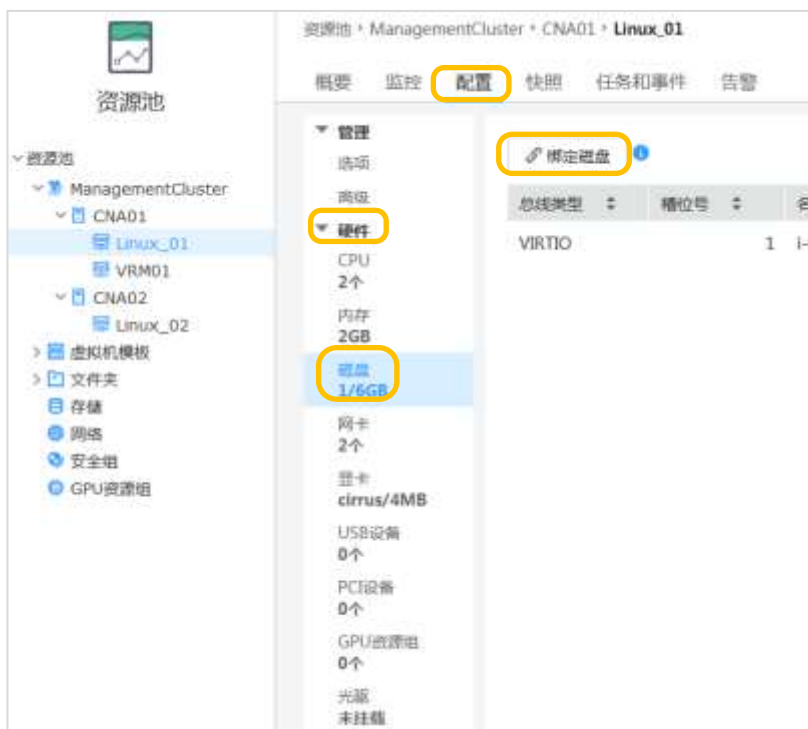 资源池 ManagementCluster CNA01 Linux_01
资源池
概要 监控 配置 快照 任务和事件 告警
资源池
ManagementCluster
CNA01
Linux_01
VRM01
CNA02
Linux_02
虚拟机模板
文件夹
存储
网络
安全组
GPU资源组
管理
选项
高级
硬件
CPU
2个
内存
2GB
磁盘
1/6GB
网卡
2个
显卡
cirrus/4MB
USB设备
0个
PCI设备
0个
GPU资源组
0个
光驱
未挂载
绑定磁盘
总线类型 槽位号
VIRTIO 1 i-